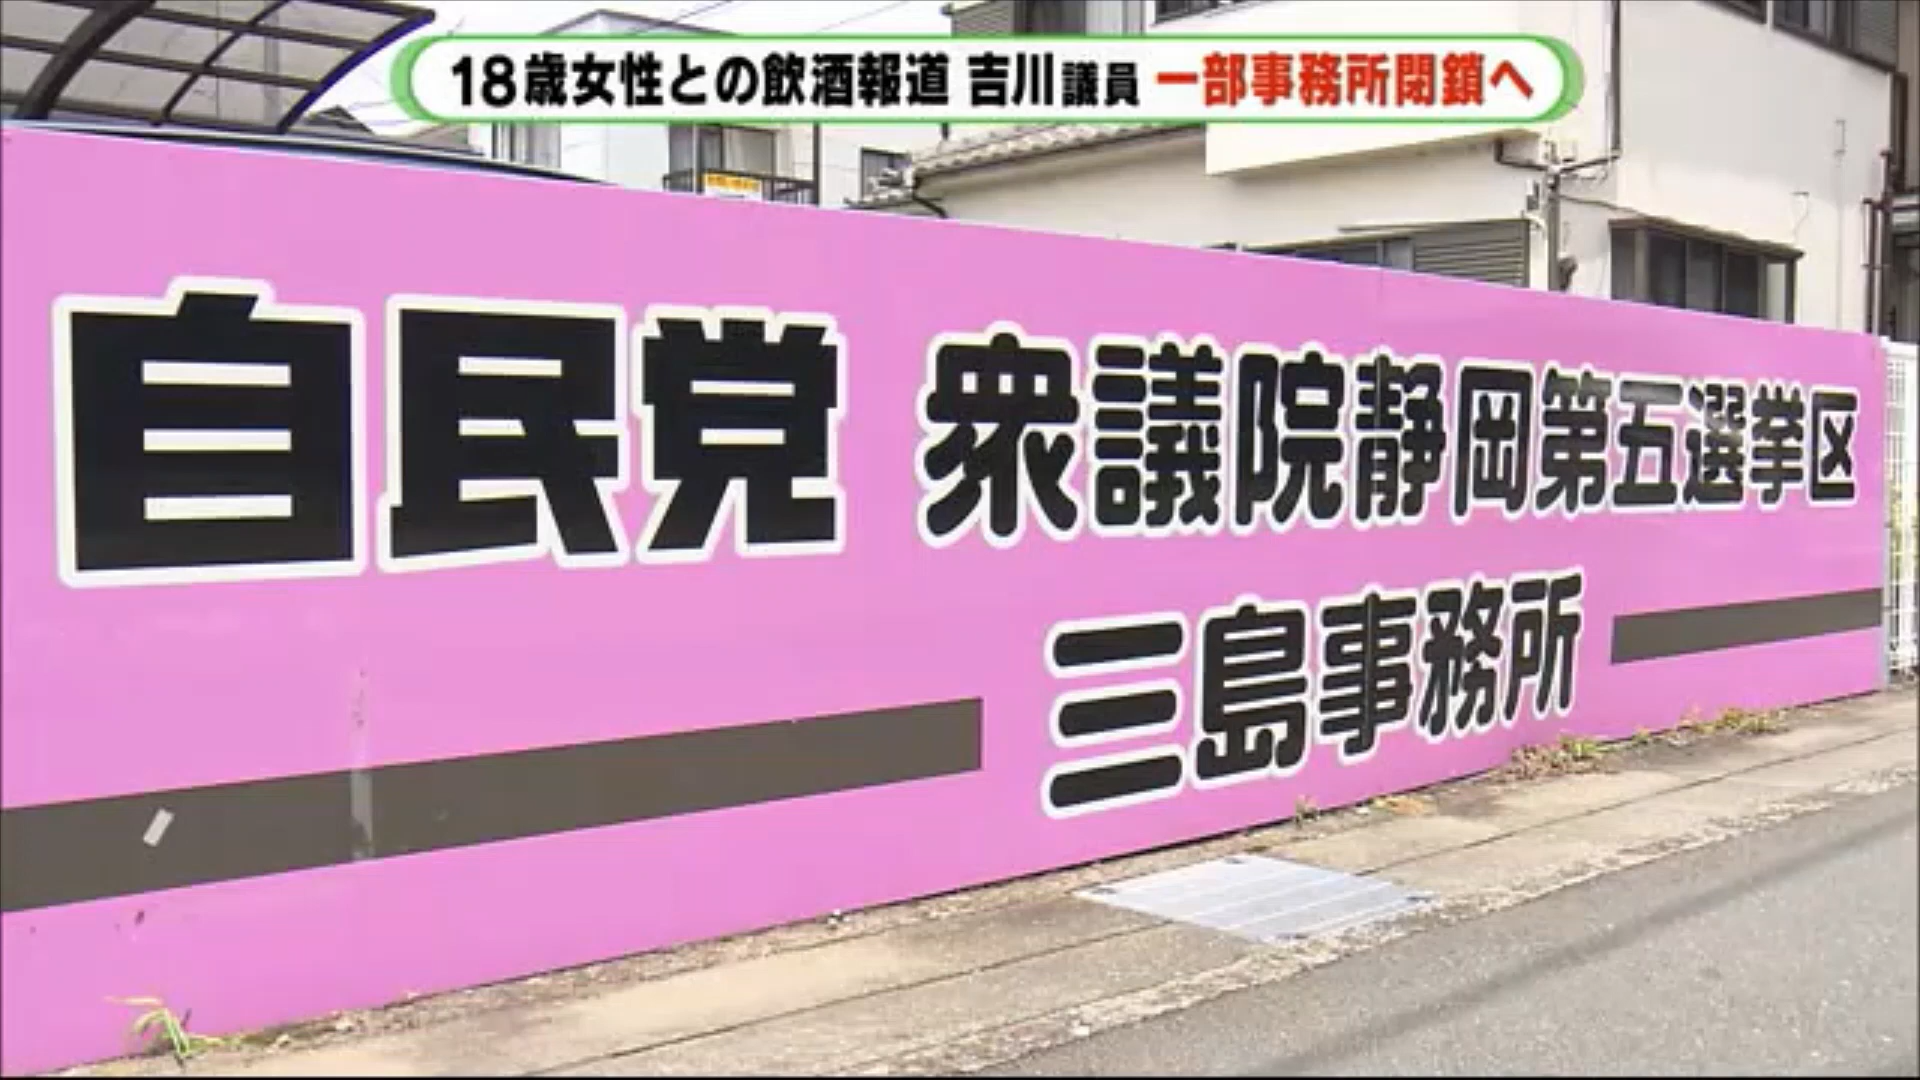 18歳女性との飲酒報道 吉川議員 一部事務所閉鎖へ
自民党 衆議院静岡第五選挙区
三島事務所